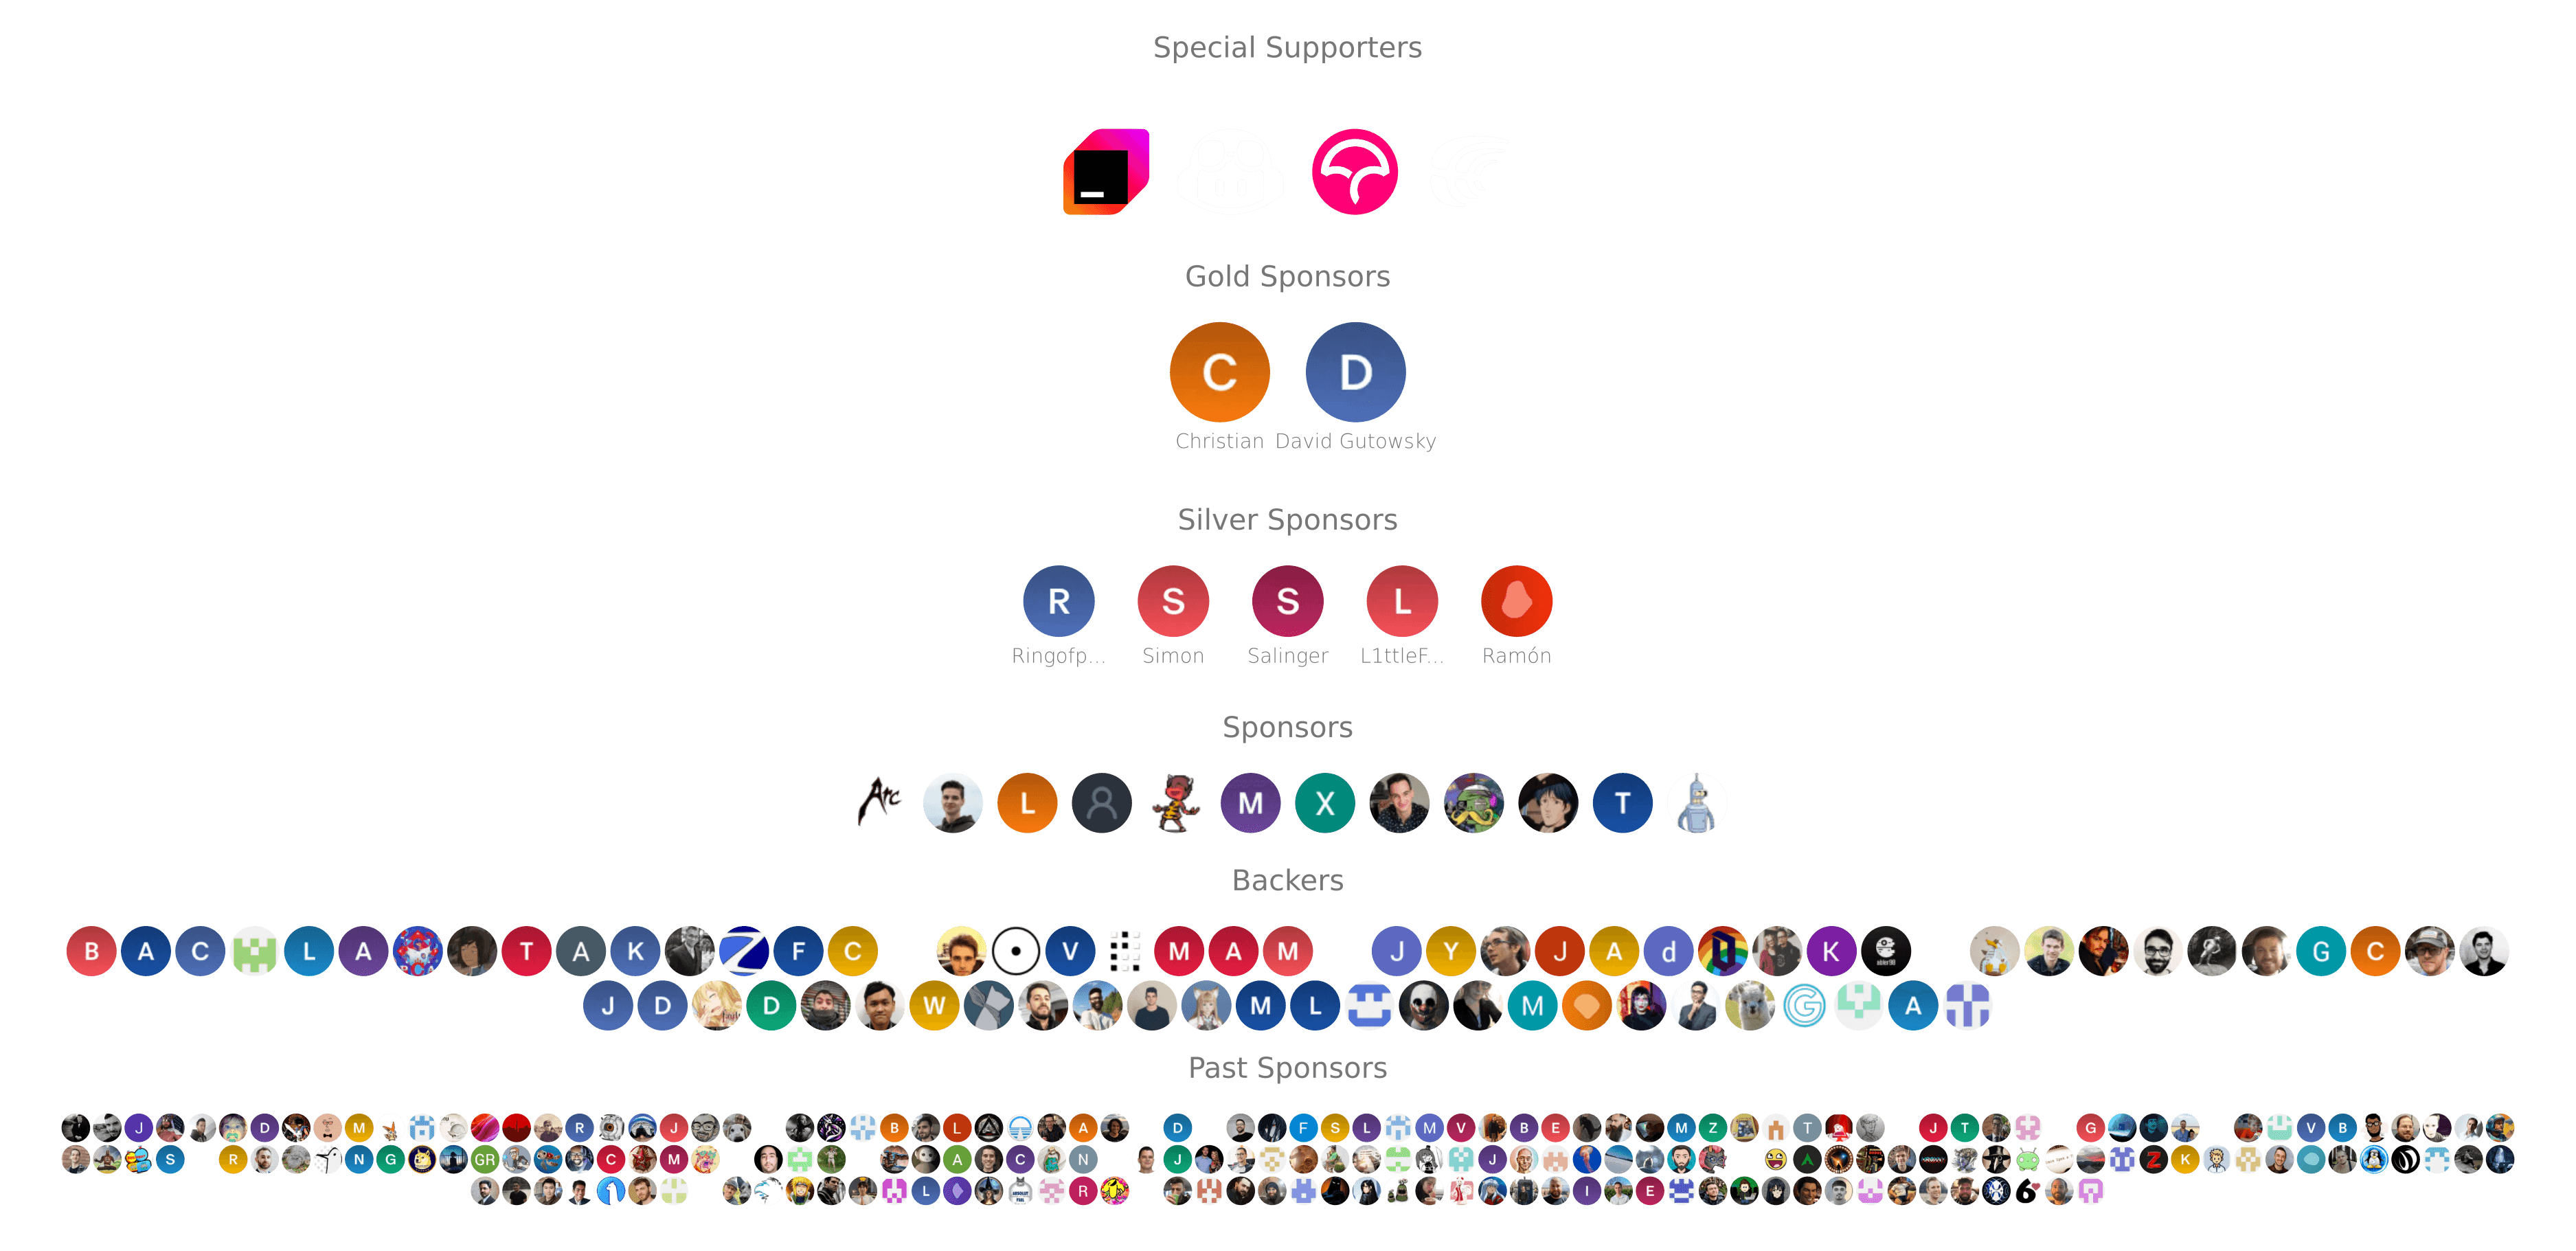 Special Supporters
Gold Sponsors
C D
Christian David Gutowsky
Silver Sponsors
R S S L
Ringofp... Simon Salinger L1ttleF... Ramón
Sponsors
Arc L M X T
Backers
B A C L A T A K F C V M A M J Y J A d K G C
J D D W M L M G A
Past Sponsors
J D M R J B L A D F S L M V B E M Z T J T G V B
S R N G GR C M A C N J J K
L R I E 6